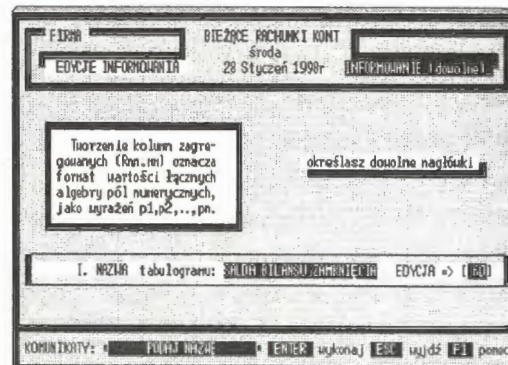 FIRMA
BIEŻĄCE RACHUNKI KONT
środa
EDYCJE INFORMOWANIA
28 Styczeń 1998r
INFORMOWANIE (dowolne)
Tworzenie kolumn zagre-
gowanych (Rnn.mm) oznacza
format wartości łącznych
algebry pól numerycznych,
jako wyrażeń p1,p2,..,pn.
określasz dowolne nagłówki
I. NAZWA tabulogramu: SALDA BILANSU ZAMKNIĘCIA EDYCJA => [GO]
KOMUNIKATY: * PODAJ NAZWĘ * ENTER wykonaj ESC wyjdź F1 pomoc